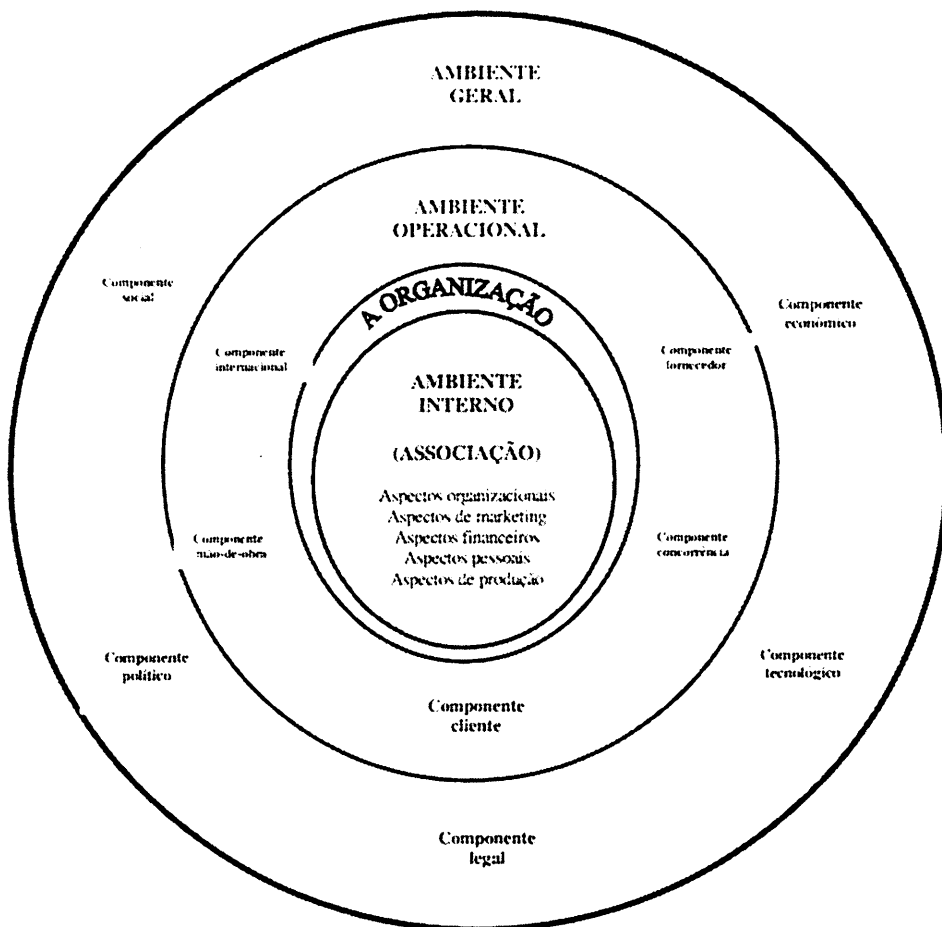 AMBIENTE
GERAL
AMBIENTE
OPERACIONAL
A ORGANIZAÇÃO
Componente
social
Componente
económico
Componente
internacional
Componente
fornecedor
AMBIENTE
INTERNO
(ASSOCIAÇÃO)
Aspectos organizacionais
Aspectos de marketing
Aspectos financeiros
Aspectos pessoais
Aspectos de produção
Componente
mão-de-obra
Componente
concorrência
Componente
político
Componente
tecnológico
Componente
cliente
Componente
legal